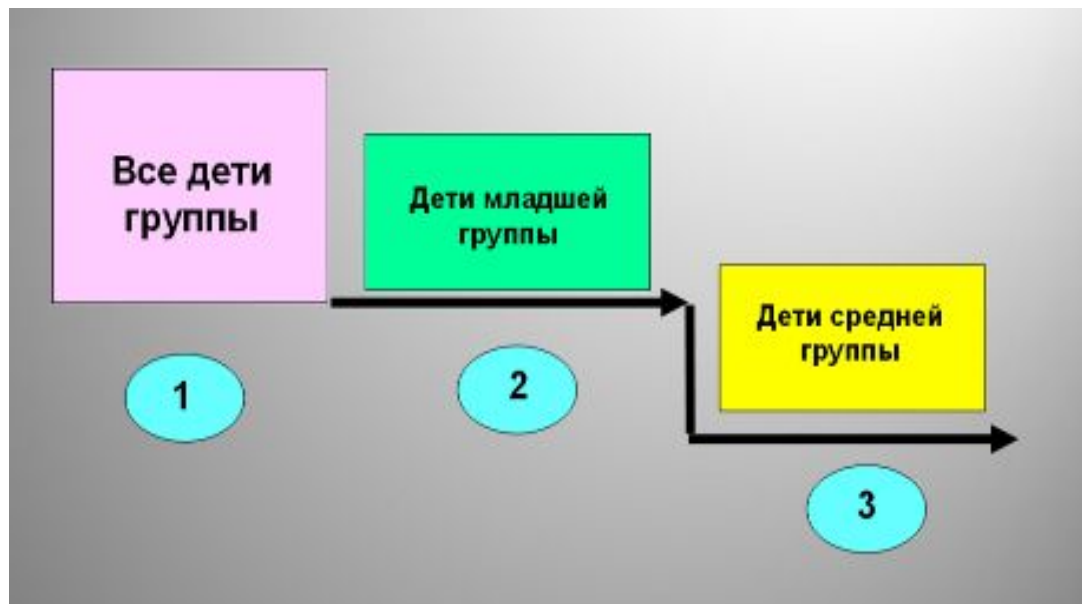 Все дети
группы
Дети младшей
группы
Дети средней
группы
1
2
3